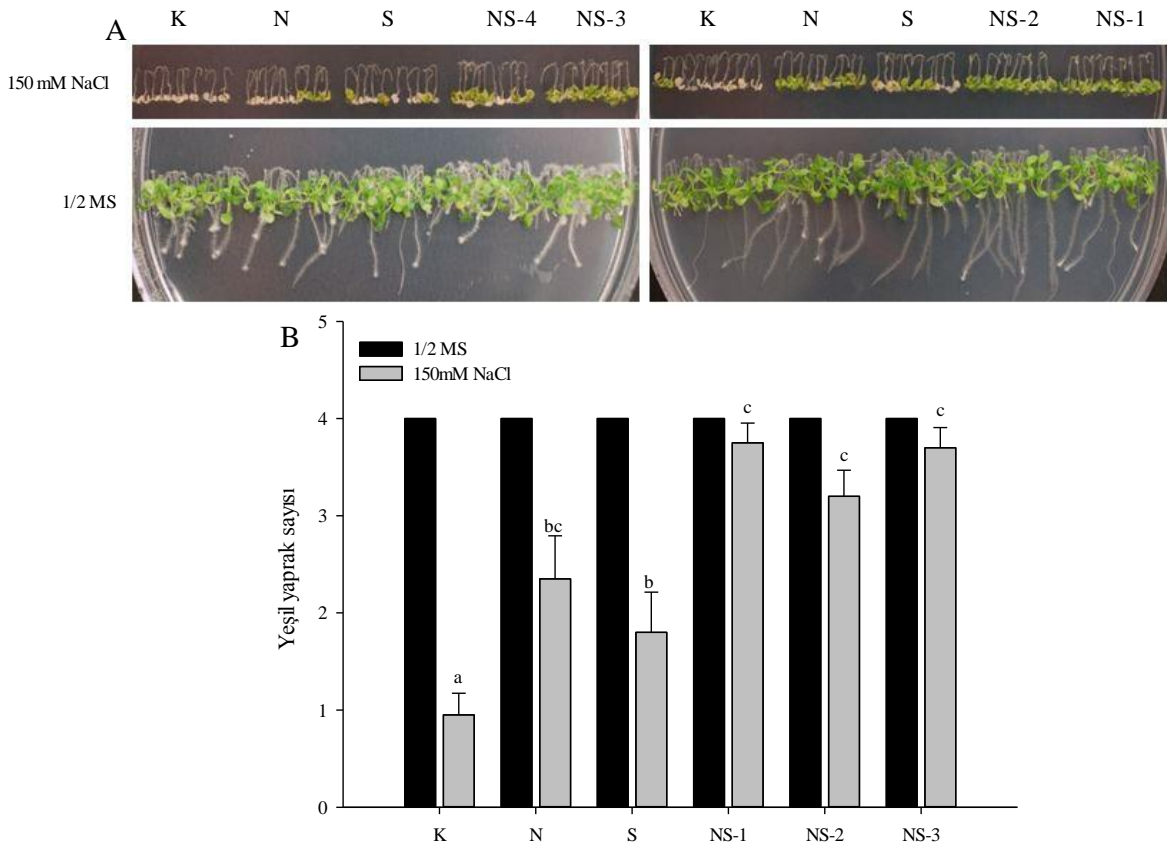 K N S NS-4 NS-3 K N S NS-2 NS-1
A
150 mM NaCl
1/2 MS
B
1/2 MS
150mM NaCl
Yeşil yaprak sayısı
5
4
3
2
1
0
a
bc
b
c
c
c
K N S NS-1 NS-2 NS-3